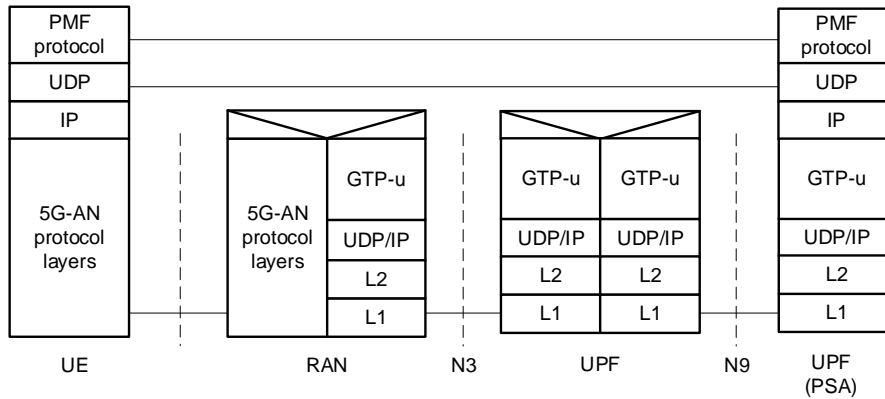 PMF
protocol
UDP
IP
5G-AN
protocol
layers
UE
5G-AN
protocol
layers
GTP-u
UDP/IP
L2
L1
RAN
N3
GTP-u
GTP-u
UDP/IP
UDP/IP
L2
L2
L1
L1
UPF
N9
PMF
protocol
UDP
IP
GTP-u
UDP/IP
L2
L1
UPF
(PSA)